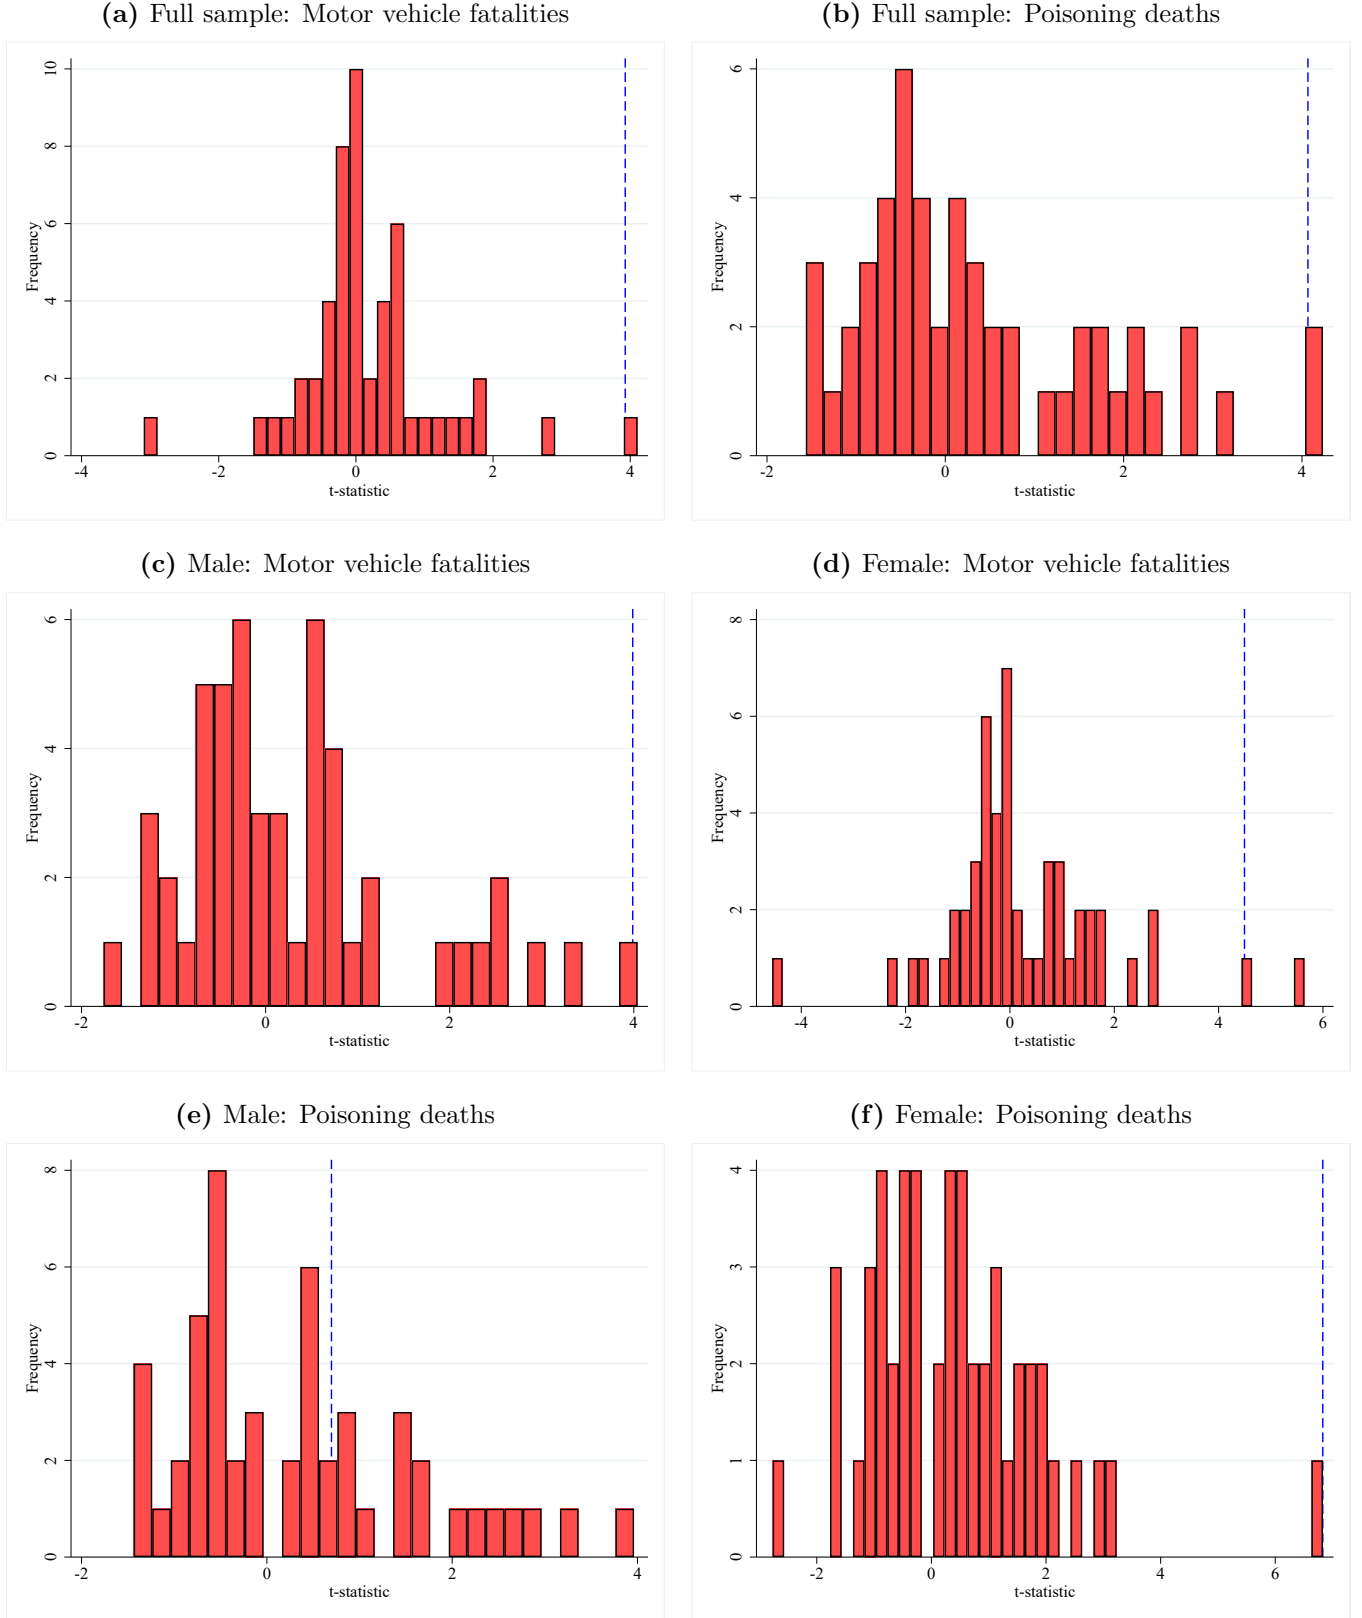 (a) Full sample: Motor vehicle fatalities
Frequency
10
8
6
4
2
0
-4 -2 0 2 4
t-statistic
(b) Full sample: Poisoning deaths
Frequency
6
4
2
0
-2 0 2 4
t-statistic
(c) Male: Motor vehicle fatalities
Frequency
6
4
2
0
-2 0 2 4
t-statistic
(d) Female: Motor vehicle fatalities
Frequency
8
6
4
2
0
-4 -2 0 2 4 6
t-statistic
(e) Male: Poisoning deaths
Frequency
8
6
4
2
0
-2 0 2 4
t-statistic
(f) Female: Poisoning deaths
Frequency
4
3
2
1
0
-2 0 2 4 6
t-statistic